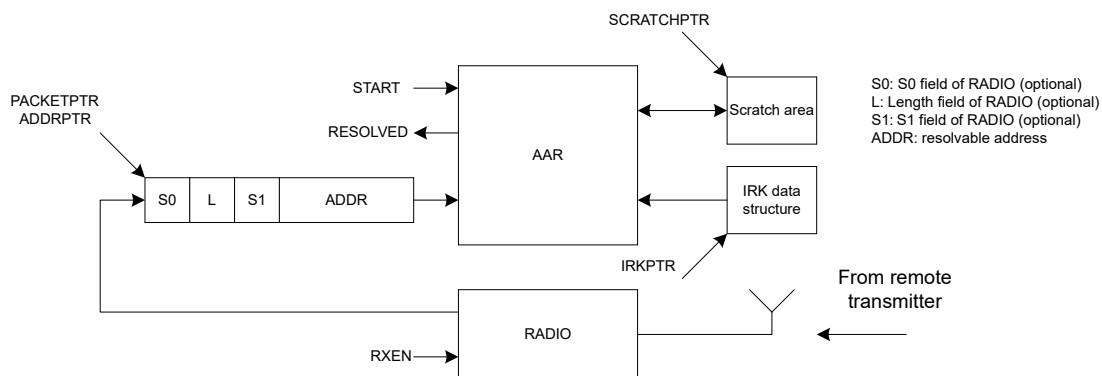 SCRATCHPTR
START
S0: S0 field of RADIO (optional)
L: Length field of RADIO (optional)
S1: S1 field of RADIO (optional)
ADDR: resolvable address
PACKETPTR
ADDRPTR
Scratch area
RESOLVED
AAR
S0 L S1 ADDR
IRK data
structure
IRKPTR
From remote
transmitter
RADIO
RXEN